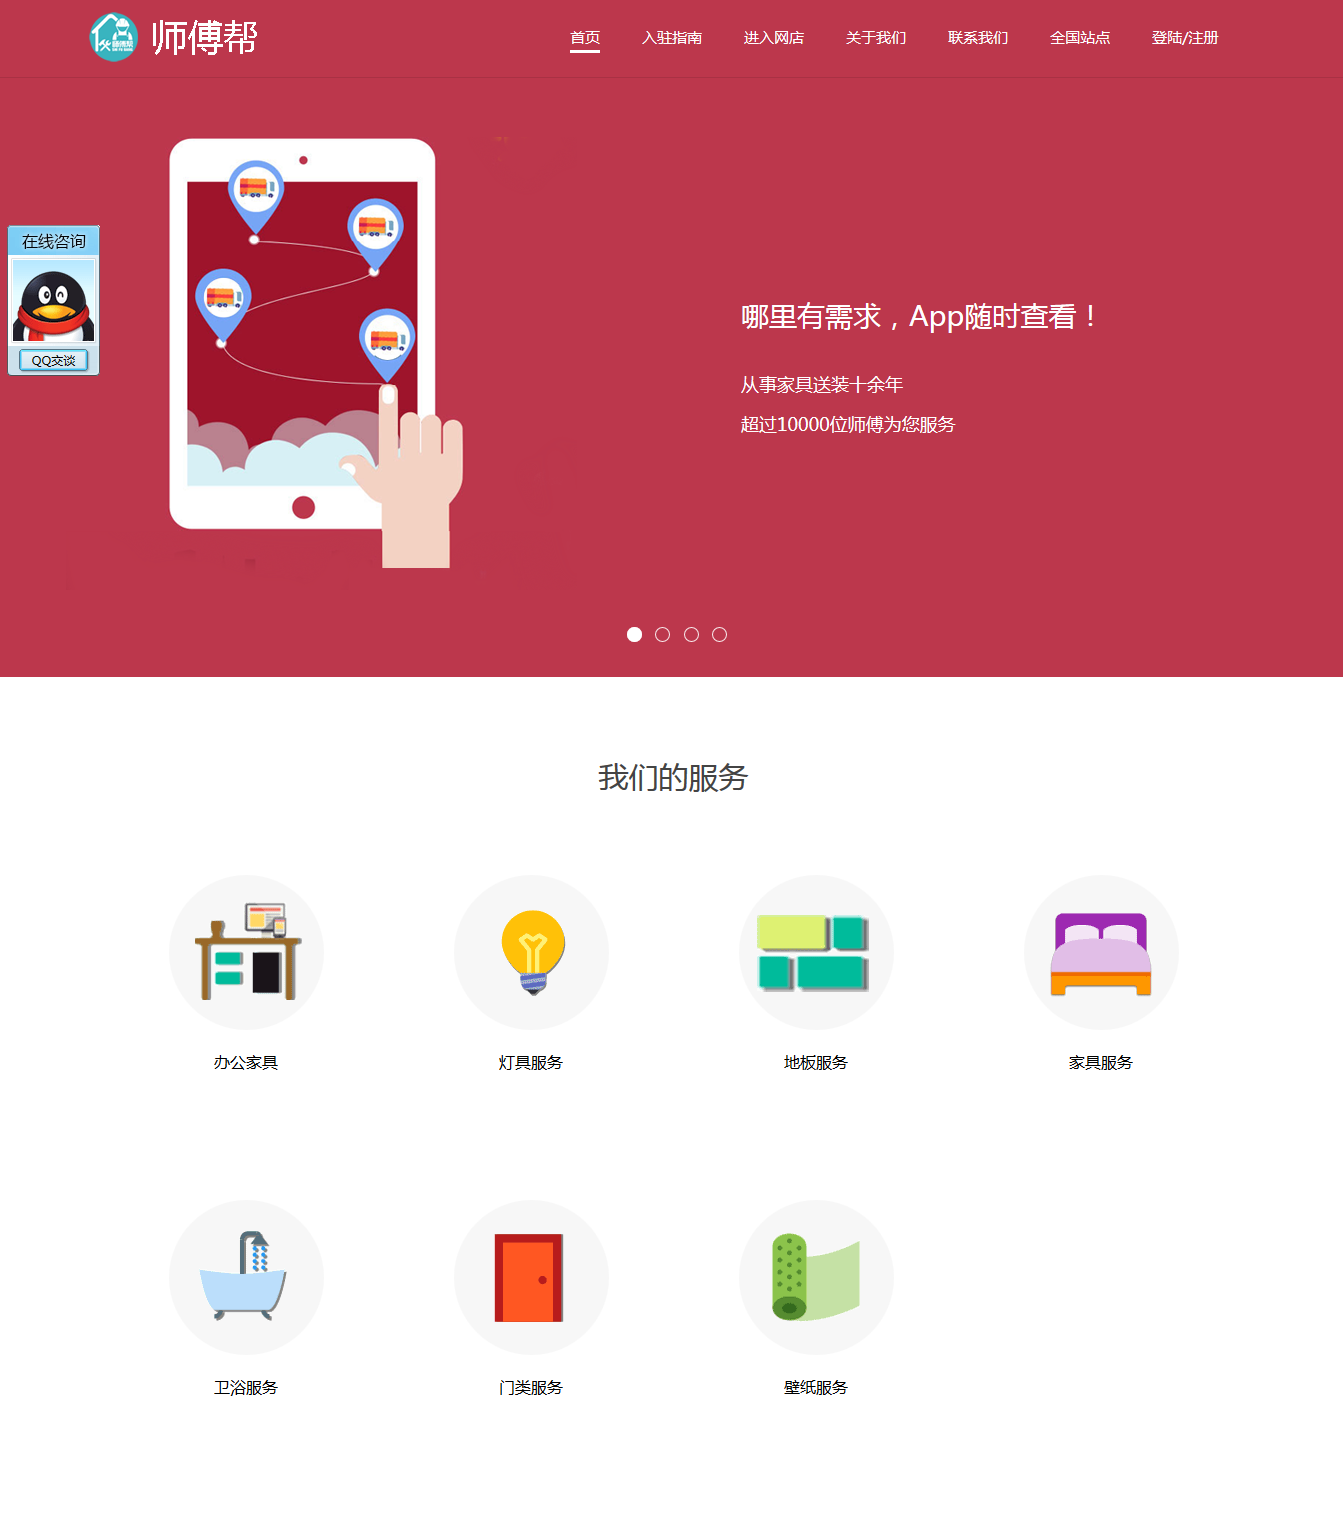 师傅帮
首页 入驻指南 进入网店 关于我们 联系我们 全国站点 登陆/注册
在线咨询
QQ交谈
哪里有需求，App随时查看！
从事家具送装十余年
超过10000位师傅为您服务
我们的服务
办公家具 灯具服务 地板服务 家具服务
卫浴服务 门类服务 壁纸服务